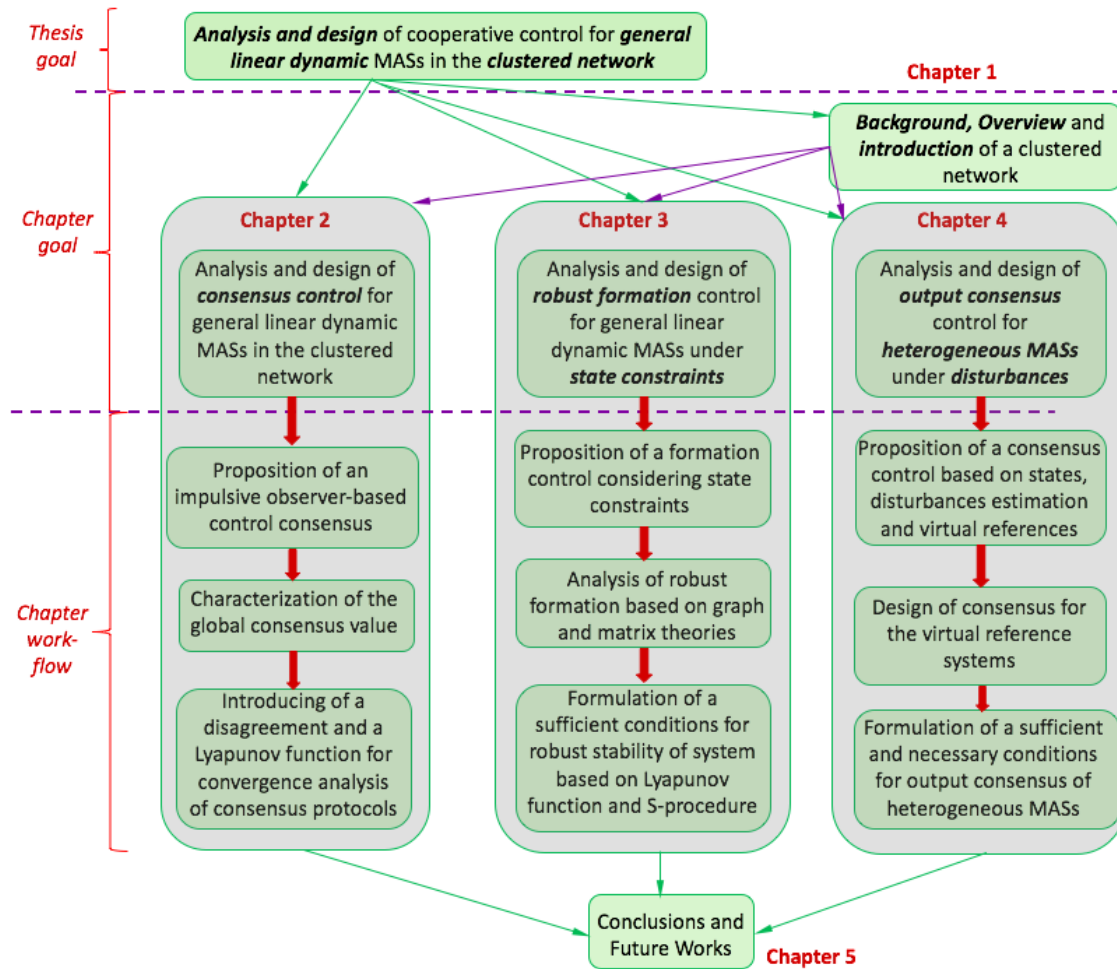 Thesis
goal
Analysis and design of cooperative control for general
linear dynamic MASs in the clustered network
Chapter 1
Background, Overview and
introduction of a clustered
network
Chapter
goal
Chapter 2
Analysis and design of
consensus control for
general linear dynamic
MASs in the clustered
network
Chapter 3
Analysis and design of
robust formation control
for general linear
dynamic MASs under
state constraints
Chapter 4
Analysis and design of
output consensus
control for
heterogeneous MASs
under disturbances
Chapter
work-
flow
Proposition of an
impulsive observer-based
control consensus
Characterization of the
global consensus value
Introducing of a
disagreement and a
Lyapunov function for
convergence analysis
of consensus protocols
Proposition of a formation
control considering state
constraints
Analysis of robust
formation based on graph
and matrix theories
Formulation of a
sufficient conditions for
robust stability of system
based on Lyapunov
function and S-procedure
Proposition of a consensus
control based on states,
disturbances estimation
and virtual references
Design of consensus for
the virtual reference
systems
Formulation of a sufficient
and necessary conditions
for output consensus of
heterogeneous MASs
Conclusions and
Future Works
Chapter 5